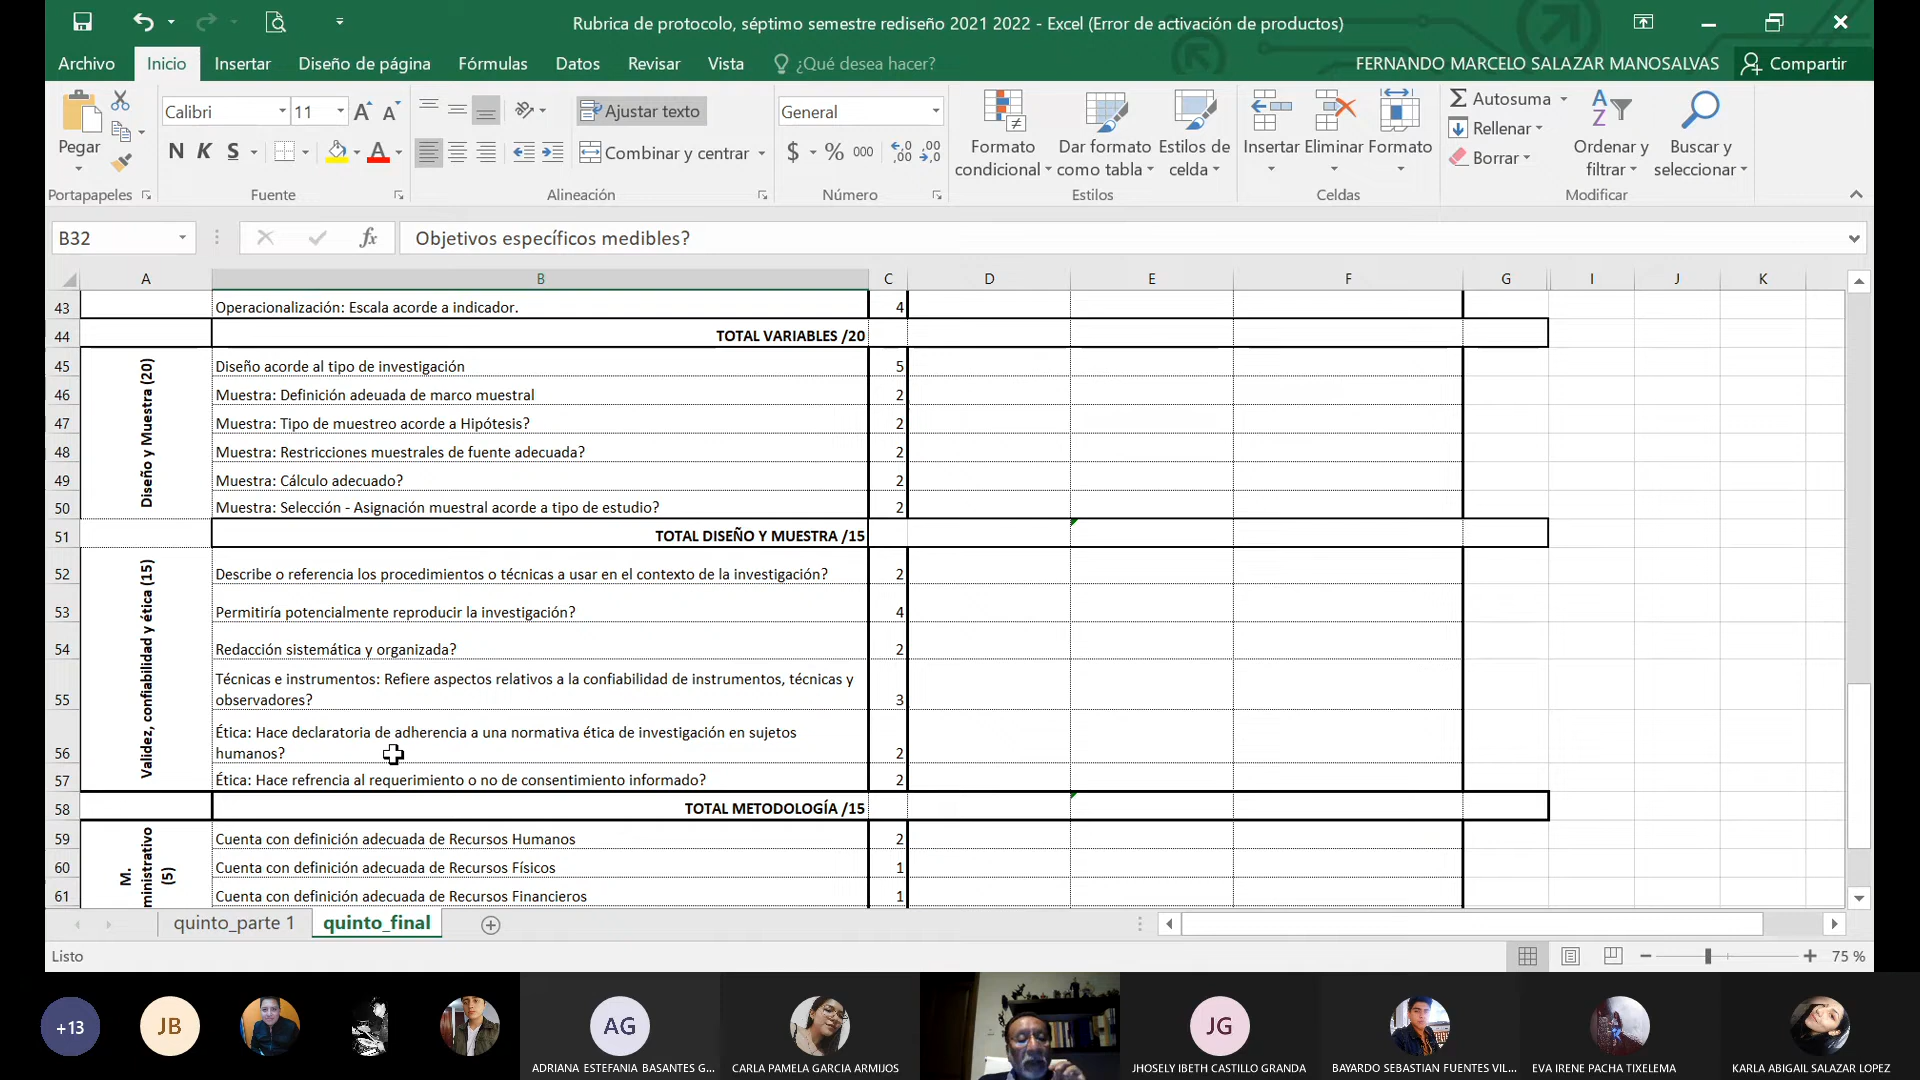 Rubrica de protocolo, séptimo semestre rediseño 2021 2022 - Excel (Error de activación de productos)
Archivo Inicio Insertar Diseño de página Fórmulas Datos Revisar Vista ¿Qué desea hacer? FERNANDO MARCELO SALAZAR MANOSALVAS Compartir
Pegar
Calibri 11
N K S
Ajustar texto
Combinar y centrar
General
$ % 000
Formato condicional
Dar formato como tabla
Estilos de celda
Insertar Eliminar Formato
Autosuma
Rellenar
Borrar
Ordenar y filtrar
Buscar y seleccionar
Portapapeles Fuente Alineación Número Estilos Celdas Modificar
B32 fx Objetivos específicos medibles?
A B C D E F G I J K
43 Operacionalización: Escala acorde a indicador. 4
44 TOTAL VARIABLES /20
Diseño y Muestra (20)
45 Diseño acorde al tipo de investigación 5
46 Muestra: Definición adeuada de marco muestral 2
47 Muestra: Tipo de muestreo acorde a Hipótesis? 2
48 Muestra: Restricciones muestrales de fuente adecuada? 2
49 Muestra: Cálculo adecuado? 2
50 Muestra: Selección - Asignación muestral acorde a tipo de estudio? 2
51 TOTAL DISEÑO Y MUESTRA /15
Validez, confiabilidad y ética (15)
52 Describe o referencia los procedimientos o técnicas a usar en el contexto de la investigación? 2
53 Permitiría potencialmente reproducir la investigación? 4
54 Redacción sistemática y organizada? 2
Técnicas e instrumentos: Refiere aspectos relativos a la confiabilidad de instrumentos, técnicas y
55 observadores? 3
Ética: Hace declaratoria de adherencia a una normativa ética de investigación en sujetos
56 humanos? 2
57 Ética: Hace refrencia al requerimiento o no de consentimiento informado? 2
58 TOTAL METODOLOGÍA /15
M.
ministrativo
(5)
59 Cuenta con definición adecuada de Recursos Humanos 2
60 Cuenta con definición adecuada de Recursos Físicos 1
61 Cuenta con definición adecuada de Recursos Financieros 1
quinto_parte 1 quinto_final
Listo 75 %
+13 JB AG JG
ADRIANA ESTEFANIA BASANTES G... CARLA PAMELA GARCIA ARMIJOS JHOSELY IBETH CASTILLO GRANDA BAYARDO SEBASTIAN FUENTES VIL... EVA IRENE PACHA TIXELEMA KARLA ABIGAIL SALAZAR LOPEZ